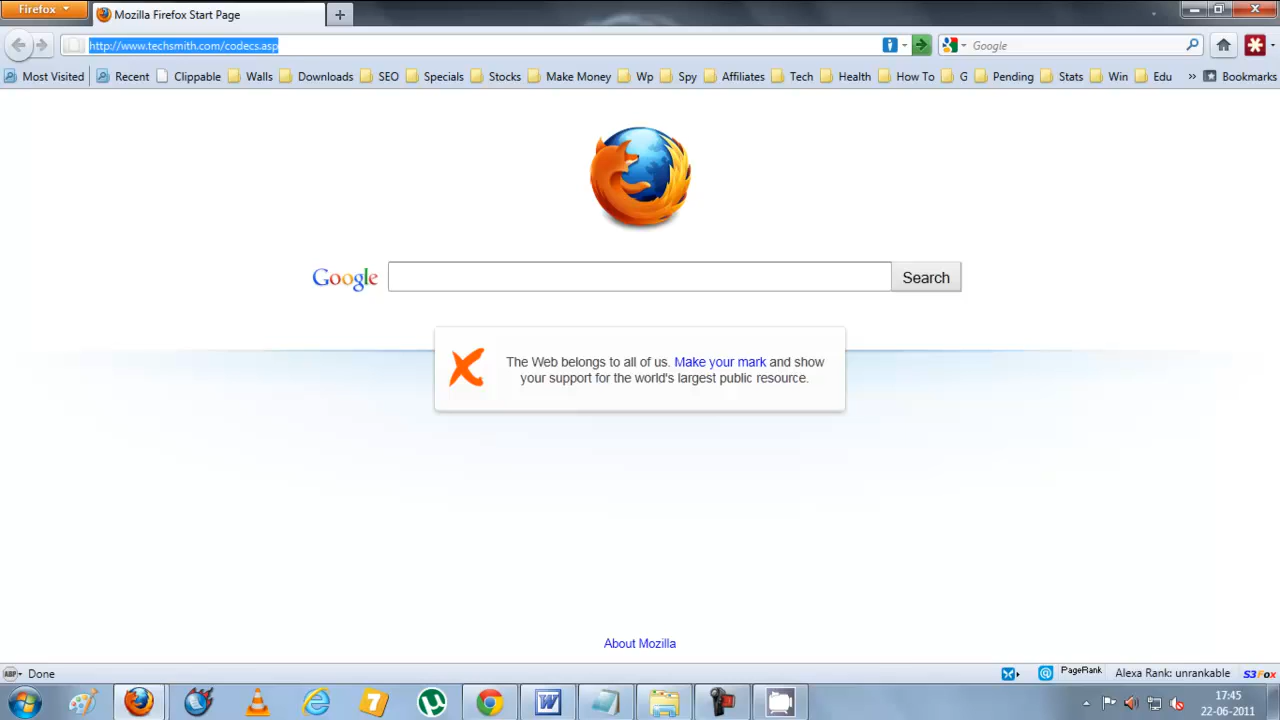 Firefox
Mozilla Firefox Start Page
http://www.techsmith.com/codecs.asp
Google
Most Visited Recent Clippable Walls Downloads SEO Specials Stocks Make Money Wp Spy Affiliates Tech Health How To G Pending Stats Win Edu » Bookmarks
Google
Search
The Web belongs to all of us. Make your mark and show
your support for the world's largest public resource.
About Mozilla
ABP Done
PageRank Alexa Rank: unrankable S3Fox
17:45
22-06-2011